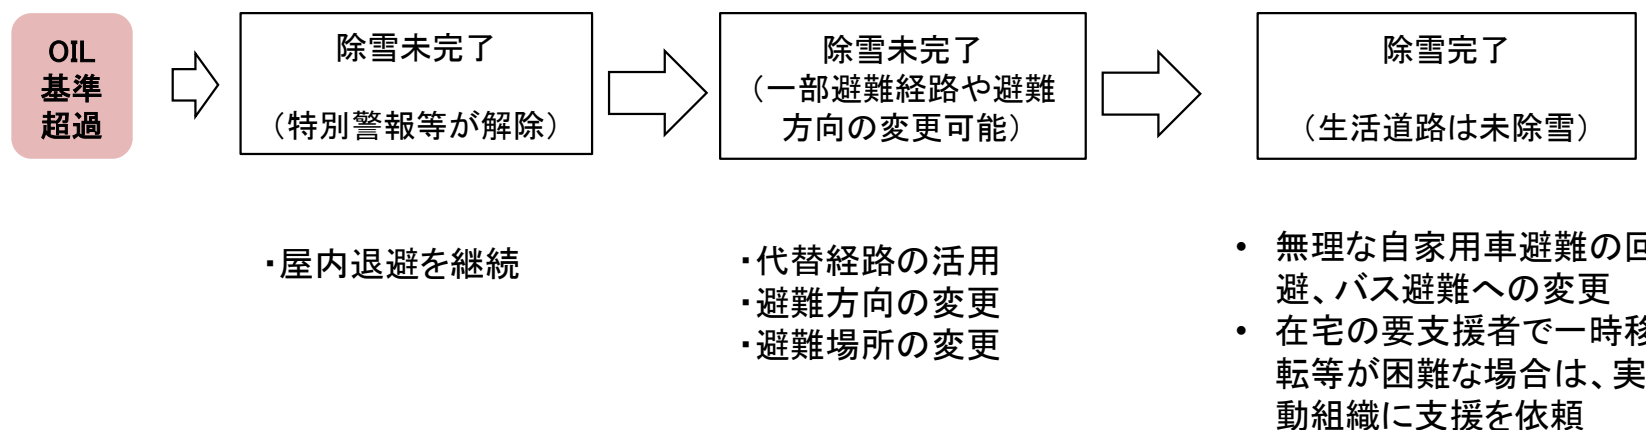 OIL
基準
超過
除雪未完了
（特別警報等が解除）
除雪未完了
（一部避難経路や避難
方向の変更可能）
除雪完了
（生活道路は未除雪）
・屋内退避を継続
・代替経路の活用
・避難方向の変更
・避難場所の変更
• 無理な自家用車避難の回
避、バス避難への変更
• 在宅の要支援者で一時移
転等が困難な場合は、実
動組織に支援を依頼